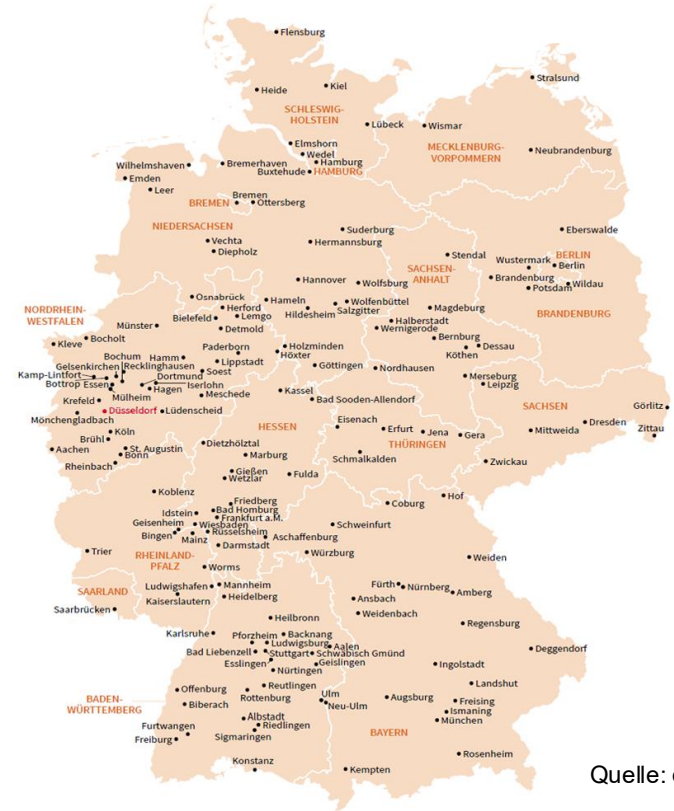 Flensburg
Stralsund
Kiel
Heide
SCHLESWIG-
HOLSTEIN
Lübeck
Wismar
Elmshorn
MECKLENBURG-
VORPOMMERN
Neubrandenburg
Wedel
Hamburg
Wilhelmshaven
Bremerhaven
Buxtehude
HAMBURG
Emden
Leer
Bremen
BREMEN
Ottersberg
NIEDERSACHSEN
Suderburg
Eberswalde
Vechta
Hermannsburg
Diepholz
Stendal
BERLIN
Wustermark
Berlin
SACHSEN-
ANHALT
Hannover
Wolfsburg
Brandenburg
Wildau
Potsdam
Osnabrück
Hameln
Wolfenbüttel
NORDRHEIN-
WESTFALEN
Herford
Hildesheim
Salzgitter
Magdeburg
BRANDENBURG
Bielefeld
Lemgo
Halberstadt
Münster
Detmold
Wernigerode
Bocholt
Bernburg
Kleve
Paderborn
Holzminden
Dessau
Bochum
Hamm
Höxter
Köthen
Gelsenkirchen
Recklinghausen
Lippstadt
Göttingen
Nordhausen
Kamp-Lintfort
Dortmund
Soest
Merseburg
Bottrop
Essen
Iserlohn
Leipzig
Hagen
Kassel
Mülheim
Meschede
Krefeld
Bad Sooden-Allendorf
Düsseldorf
Lüdenscheid
SACHSEN
Görlitz
Mönchengladbach
Eisenach
Dresden
HESSEN
Erfurt
Jena
Gera
Mittweida
Zittau
Köln
Brühl
Dietzhölztal
THÜRINGEN
Aachen
St. Augustin
Bonn
Marburg
Schmalkalden
Rheinbach
Zwickau
Gießen
Wetzlar
Fulda
Koblenz
Hof
Friedberg
Coburg
Idstein
Bad Homburg
Frankfurt a.M.
Geisenheim
Wiesbaden
Schweinfurt
Bingen
Rüsselsheim
Mainz
Aschaffenburg
Darmstadt
Trier
Würzburg
RHEINLAND-
PFALZ
Weiden
Worms
Ludwigshafen
Mannheim
Fürth
Nürnberg
SAARLAND
Amberg
Kaiserslautern
Heidelberg
Ansbach
Saarbrücken
Weidenbach
Heilbronn
Regensburg
Karlsruhe
Pforzheim
Backnang
Ludwigsburg
Aalen
Deggendorf
Bad Liebenzell
Stuttgart
Schwäbisch Gmünd
Esslingen
Geislingen
Ingolstadt
Nürtingen
Landshut
Reutlingen
Offenburg
Rottenburg
Ulm
Augsburg
BADEN-
WÜRTTEMBERG
Biberach
Neu-Ulm
Freising
Ismaning
Albstadt
München
Furtwangen
Riedlingen
BAYERN
Freiburg
Sigmaringen
Rosenheim
Konstanz
Kempten
Quelle: